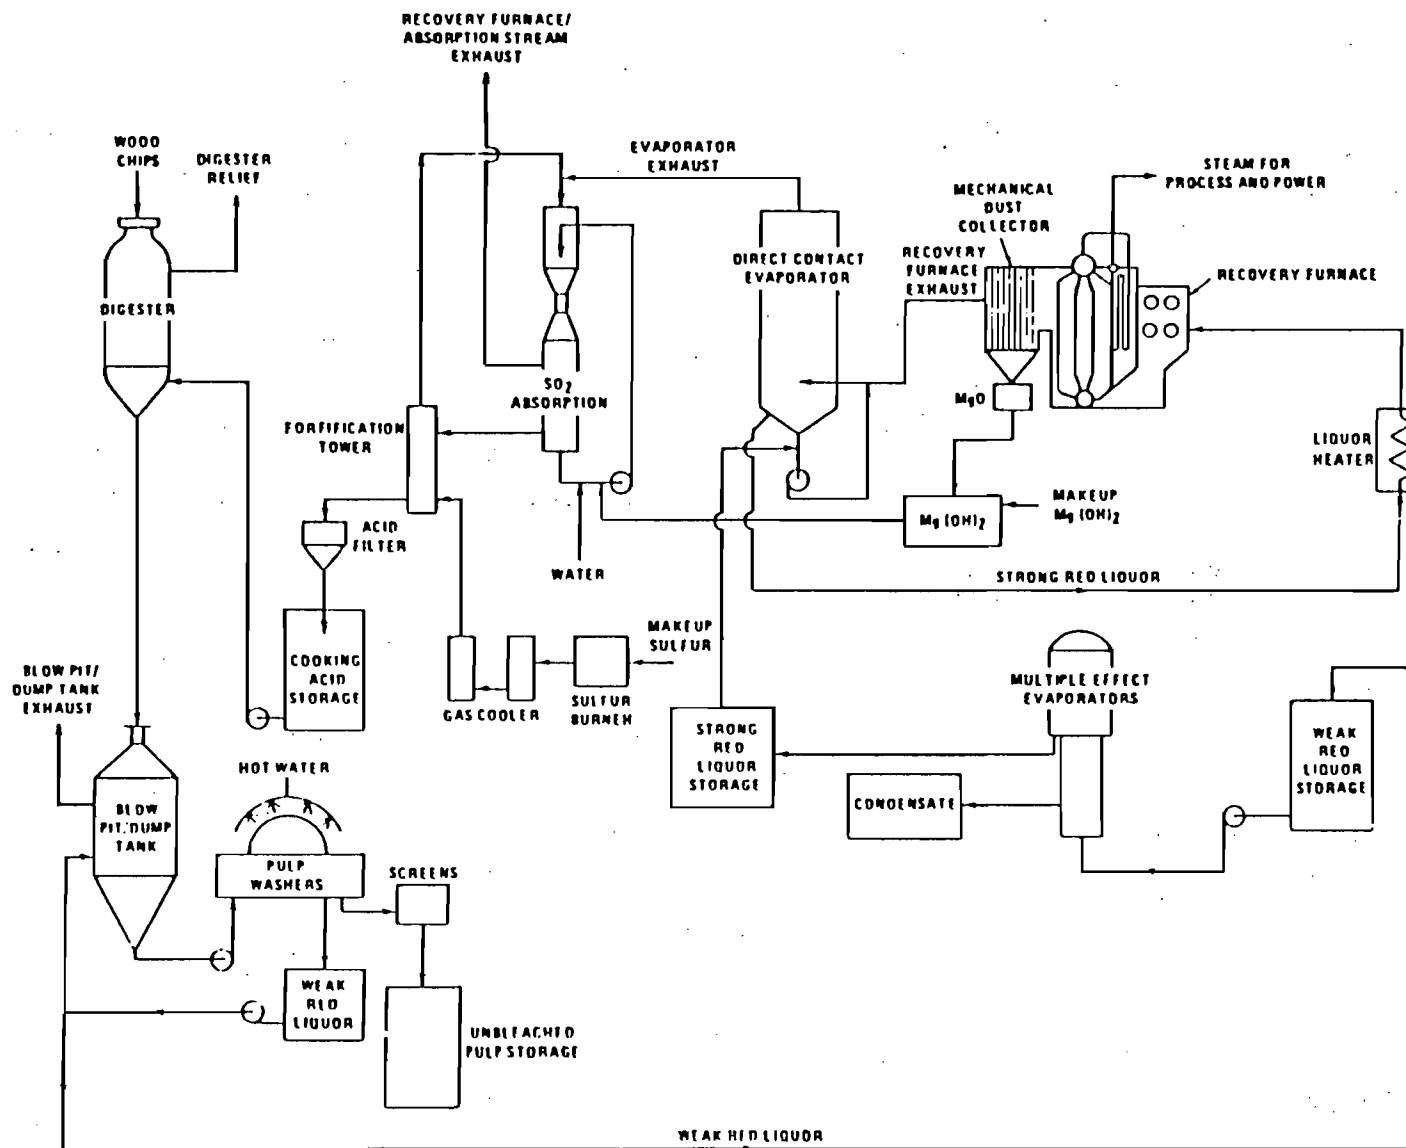 RECOVERY FURNACE/
ABSORPTION STREAM
EXHAUST
WOOD
CHIPS
DIGESTER
RELIEF
EVAPORATOR
EXHAUST
STEAM FOR
PROCESS AND POWER
MECHANICAL
DUST
COLLECTOR
RECOVERY
FURNACE
EXHAUST
RECOVERY FURNACE
DIRECT CONTACT
EVAPORATOR
DIGESTER
SO2
ABSORPTION
MgO
FORTIFICATION
TOWER
LIQUOR
HEATER
ACID
FILTER
Mg (OH)2
MAKEUP
Mg (OH)2
WATER
STRONG RED LIQUOR
COOKING
ACID
STORAGE
MAKEUP
SULFUR
GAS COOLER
SULFUR
BURNER
BLOW PIT/
DUMP TANK
EXHAUST
MULTIPLE EFFECT
EVAPORATORS
STRONG
RED
LIQUOR
STORAGE
WEAK
RED
LIQUOR
STORAGE
CONDENSATE
HOT WATER
BLOW
PIT/DUMP
TANK
PULP
WASHERS
SCREENS
WEAK
RED
LIQUOR
UNBLEACHED
PULP STORAGE
WEAK RED LIQUOR